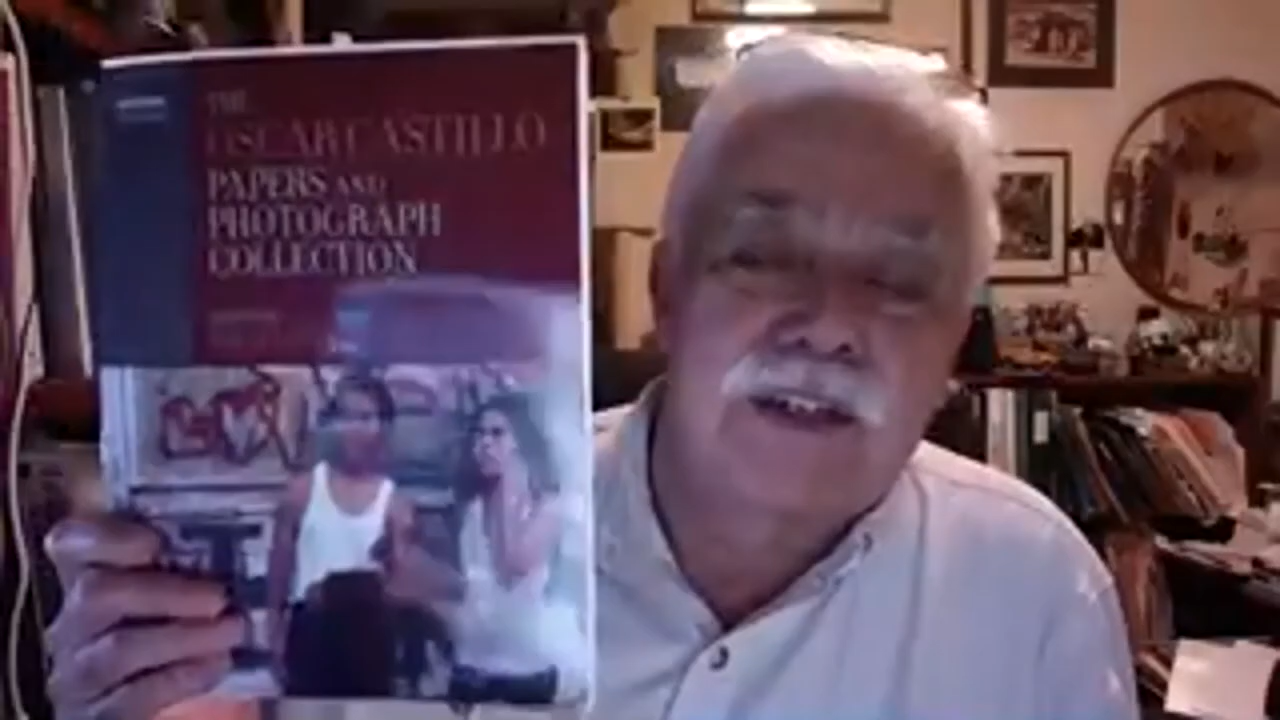 THE
OSCAR CASTILLO
PAPERS AND
PHOTOGRAPH
COLLECTION